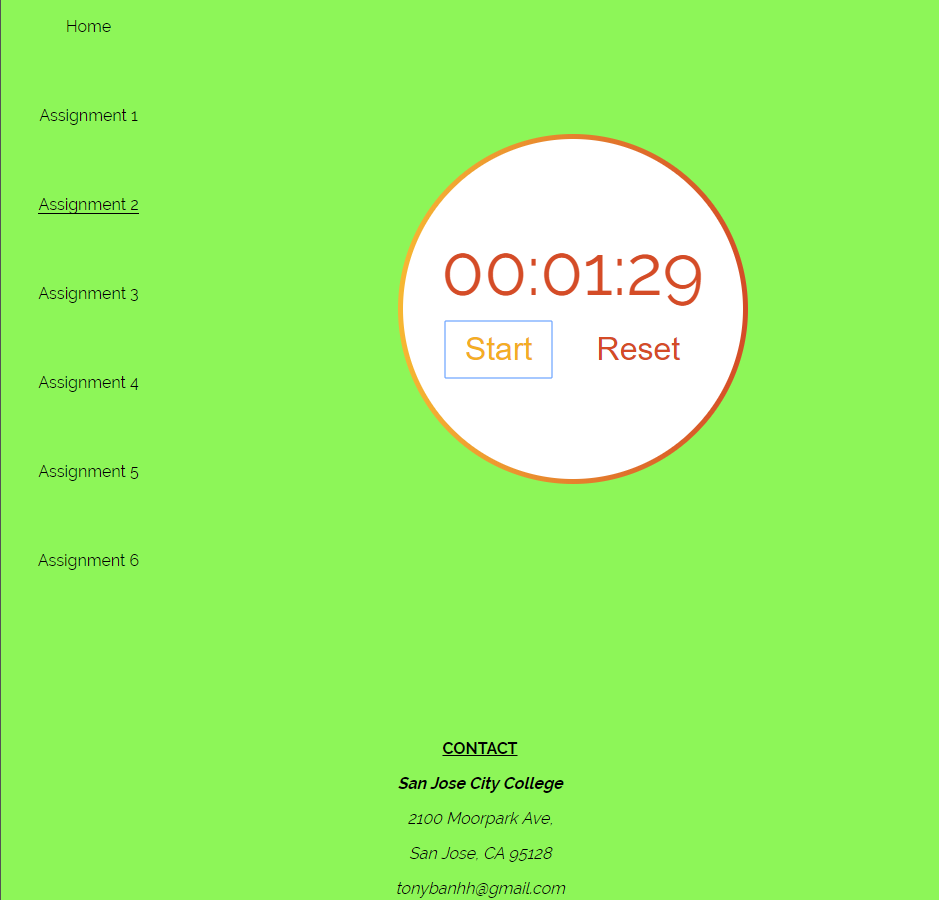 Home
Assignment 1
Assignment 2
Assignment 3
Assignment 4
Assignment 5
Assignment 6
00:01:29
Start Reset
CONTACT
San Jose City College
2100 Moorpark Ave,
San Jose, CA 95128
tonybanhh@gmail.com